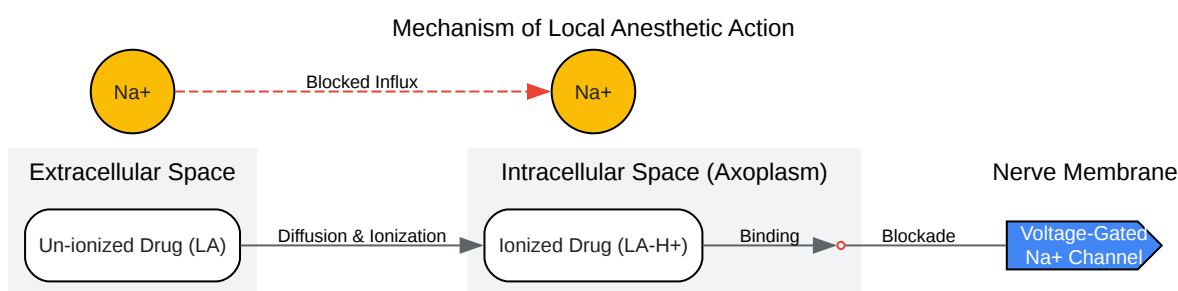 Mechanism of Local Anesthetic Action
Na+
Blocked Influx
Na+
Extracellular Space
Intracellular Space (Axoplasm)
Nerve Membrane
Un-ionized Drug (LA)
Diffusion & Ionization
Ionized Drug (LA-H+)
Binding
Blockade
Voltage-Gated
Na+ Channel